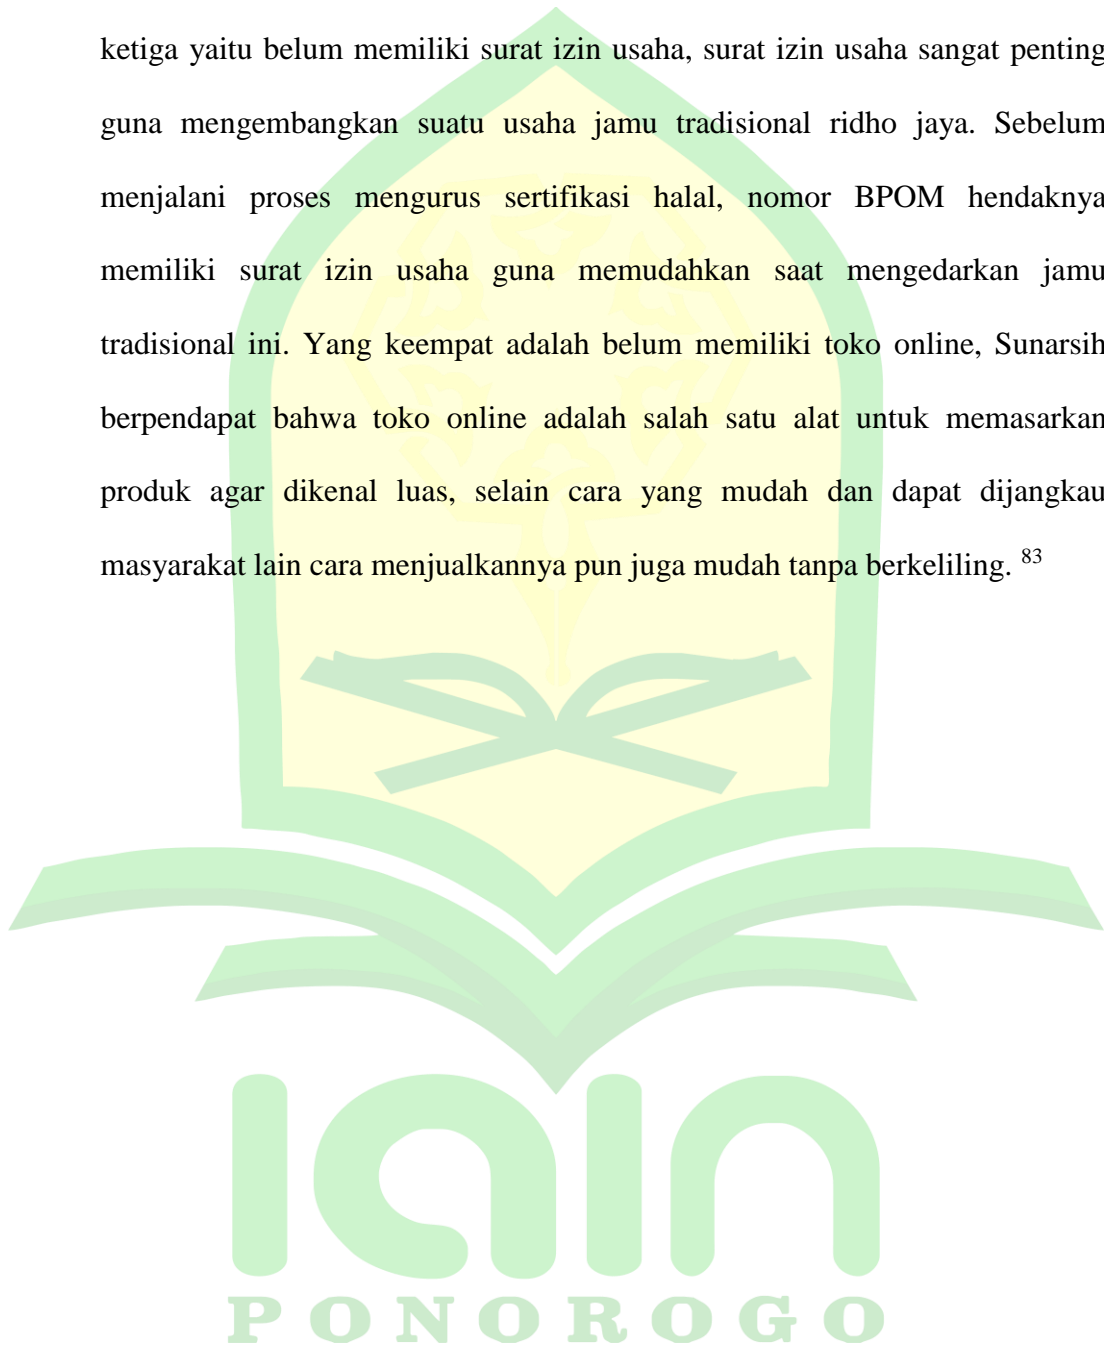 ketiga yaitu belum memiliki surat izin usaha, surat izin usaha sangat penting
guna mengembangkan suatu usaha jamu tradisional ridho jaya. Sebelum
menjalani proses mengurus sertifikasi halal, nomor BPOM hendaknya
memiliki surat izin usaha guna memudahkan saat mengedarkan jamu
tradisional ini. Yang keempat adalah belum memiliki toko online, Sunarsih
berpendapat bahwa toko online adalah salah satu alat untuk memasarkan
produk agar dikenal luas, selain cara yang mudah dan dapat dijangkau
masyarakat lain cara menjualkannya pun juga mudah tanpa berkeliling. 83
iain
PONOROGO